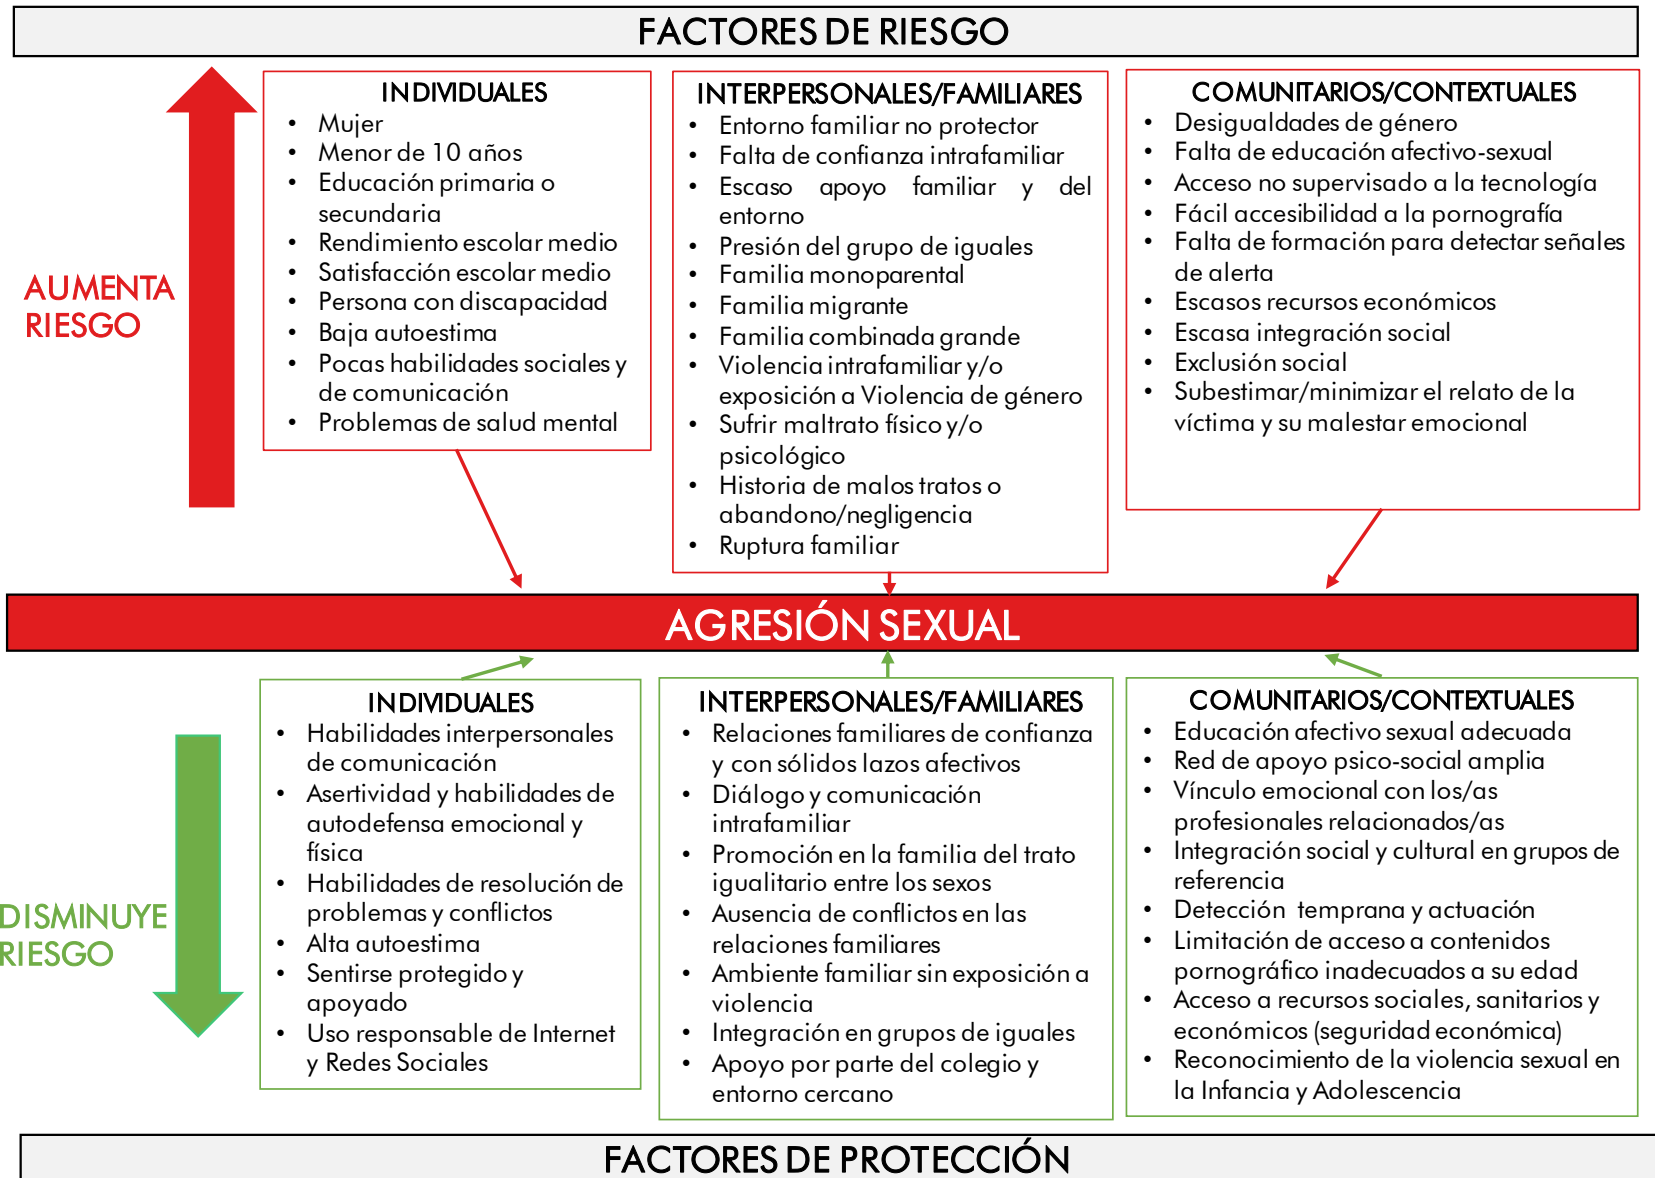 FACTORES DE RIESGO
AUMENTA
RIESGO
INDIVIDUALES
• Mujer
• Menor de 10 años
• Educación primaria o
secundaria
• Rendimiento escolar medio
• Satisfacción escolar medio
• Persona con discapacidad
• Baja autoestima
• Pocas habilidades sociales y
de comunicación
• Problemas de salud mental
INTERPERSONALES/FAMILIARES
• Entorno familiar no protector
• Falta de confianza intrafamiliar
• Escaso apoyo familiar y del
entorno
• Presión del grupo de iguales
• Familia monoparental
• Familia migrante
• Familia combinada grande
• Violencia intrafamiliar y/o
exposición a Violencia de género
• Sufrir maltrato físico y/o
psicológico
• Historia de malos tratos o
abandono/negligencia
• Ruptura familiar
COMUNITARIOS/CONTEXTUALES
• Desigualdades de género
• Falta de educación afectivo-sexual
• Acceso no supervisado a la tecnología
• Fácil accesibilidad a la pornografía
• Falta de formación para detectar señales
de alerta
• Escasos recursos económicos
• Escasa integración social
• Exclusión social
• Subestimar/minimizar el relato de la
víctima y su malestar emocional
AGRESIÓN SEXUAL
DISMINUYE
RIESGO
INDIVIDUALES
• Habilidades interpersonales
de comunicación
• Asertividad y habilidades de
autodefensa emocional y
física
• Habilidades de resolución de
problemas y conflictos
• Alta autoestima
• Sentirse protegido y
apoyado
• Uso responsable de Internet
y Redes Sociales
INTERPERSONALES/FAMILIARES
• Relaciones familiares de confianza
y con sólidos lazos afectivos
• Diálogo y comunicación
intrafamiliar
• Promoción en la familia del trato
igualitario entre los sexos
• Ausencia de conflictos en las
relaciones familiares
• Ambiente familiar sin exposición a
violencia
• Integración en grupos de iguales
• Apoyo por parte del colegio y
entorno cercano
COMUNITARIOS/CONTEXTUALES
• Educación afectivo sexual adecuada
• Red de apoyo psico-social amplia
• Vínculo emocional con los/as
profesionales relacionados/as
• Integración social y cultural en grupos de
referencia
• Detección temprana y actuación
• Limitación de acceso a contenidos
pornográfico inadecuados a su edad
• Acceso a recursos sociales, sanitarios y
económicos (seguridad económica)
• Reconocimiento de la violencia sexual en
la Infancia y Adolescencia
FACTORES DE PROTECCIÓN